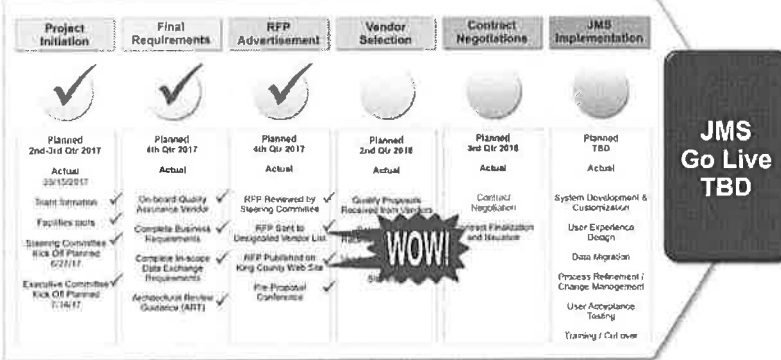 Project
Initiation
Final
Requirements
RFP
Advertisement
Vendor
Selection
Contract
Negotiations
JMS
Implementation
Planned
2nd-3rd Qtr 2017
Actual
Team formation
Facilities tours
Steering Committee
Kick Off Planned
6/27/17
Executive Committee
Kick Off Planned
7/14/17
Planned
4th Qtr 2017
Actual
On-board Quality
Assurance Vendor
Complete Business
Requirements
Complete In-scope
Data Exchange
Requirements
Architectural Review
Guidance (ART)
Planned
4th Qtr 2017
Actual
RFP Reviewed by
Steering Committee
RFP Sent to
Designated Vendor List
RFP Published on
King County Web Site
Pre-Proposal
Conference
Planned
2nd Qtr 2018
Actual
Quality Proposals
Received from Vendors
WOW!
Planned
3rd Qtr 2018
Actual
Contract
Negotiation
Contract Finalization
and Issuance
Planned
TBD
Actual
System Development &
Customization
User Experience
Design
Data Migration
Process Refinement /
Change Management
User Acceptance
Testing
Training / Cut over
JMS
Go Live
TBD